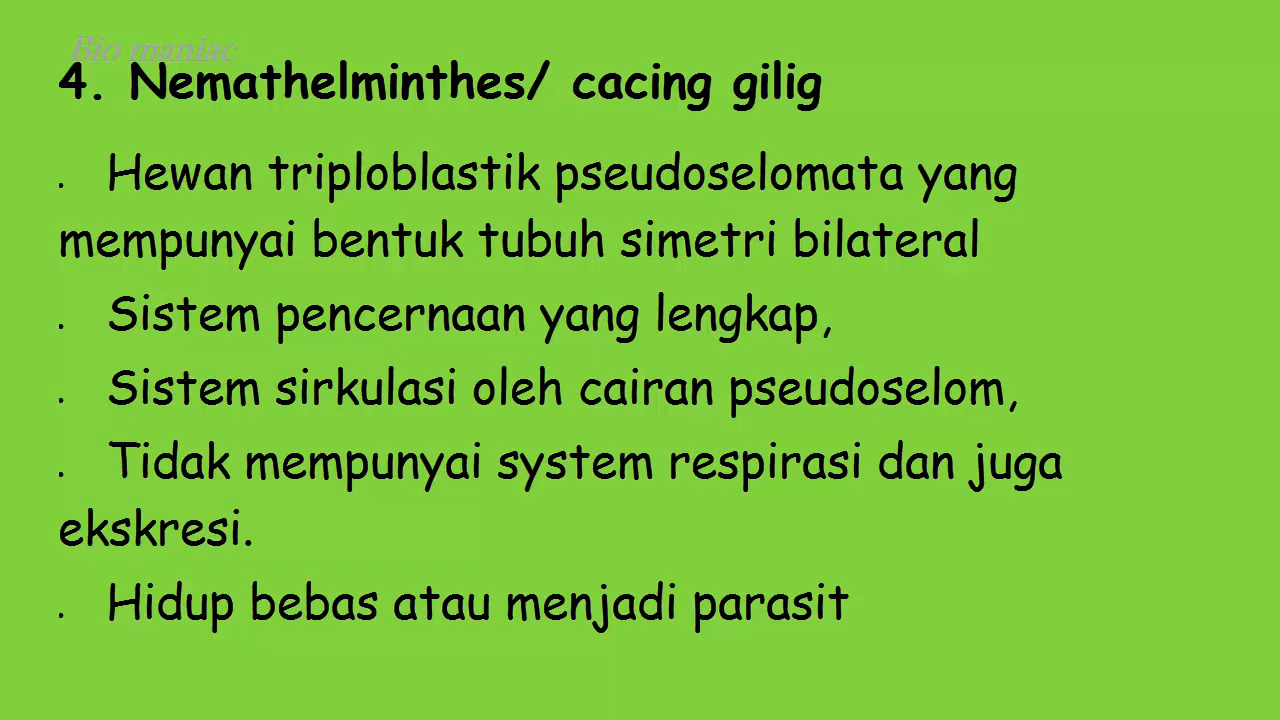 Bio maniac
4. Nemathelminthes/ cacing gilig
. Hewan triploblastik pseudoselomata yang
mempunyai bentuk tubuh simetri bilateral
. Sistem pencernaan yang lengkap,
. Sistem sirkulasi oleh cairan pseudoselom,
. Tidak mempunyai system respirasi dan juga
ekskresi.
. Hidup bebas atau menjadi parasit